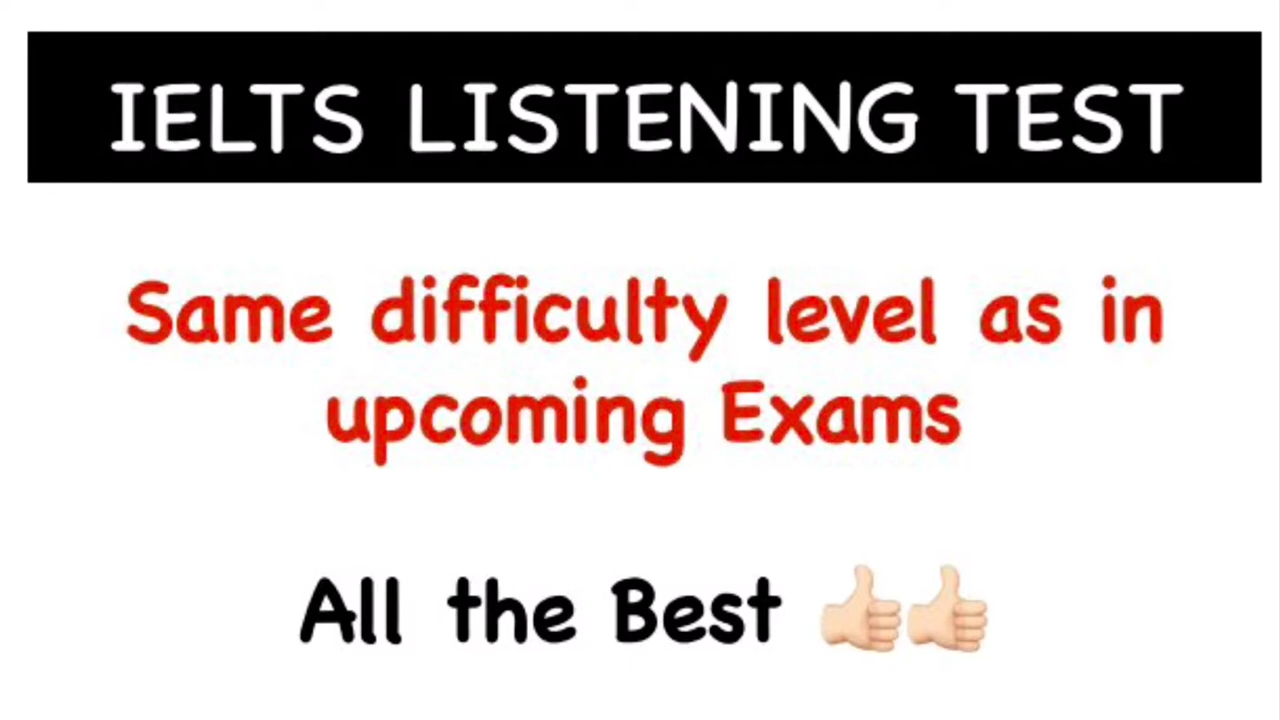 IELTS LISTENING TEST
Same difficulty level as in
upcoming Exams
All the Best 👍🏻👍🏻